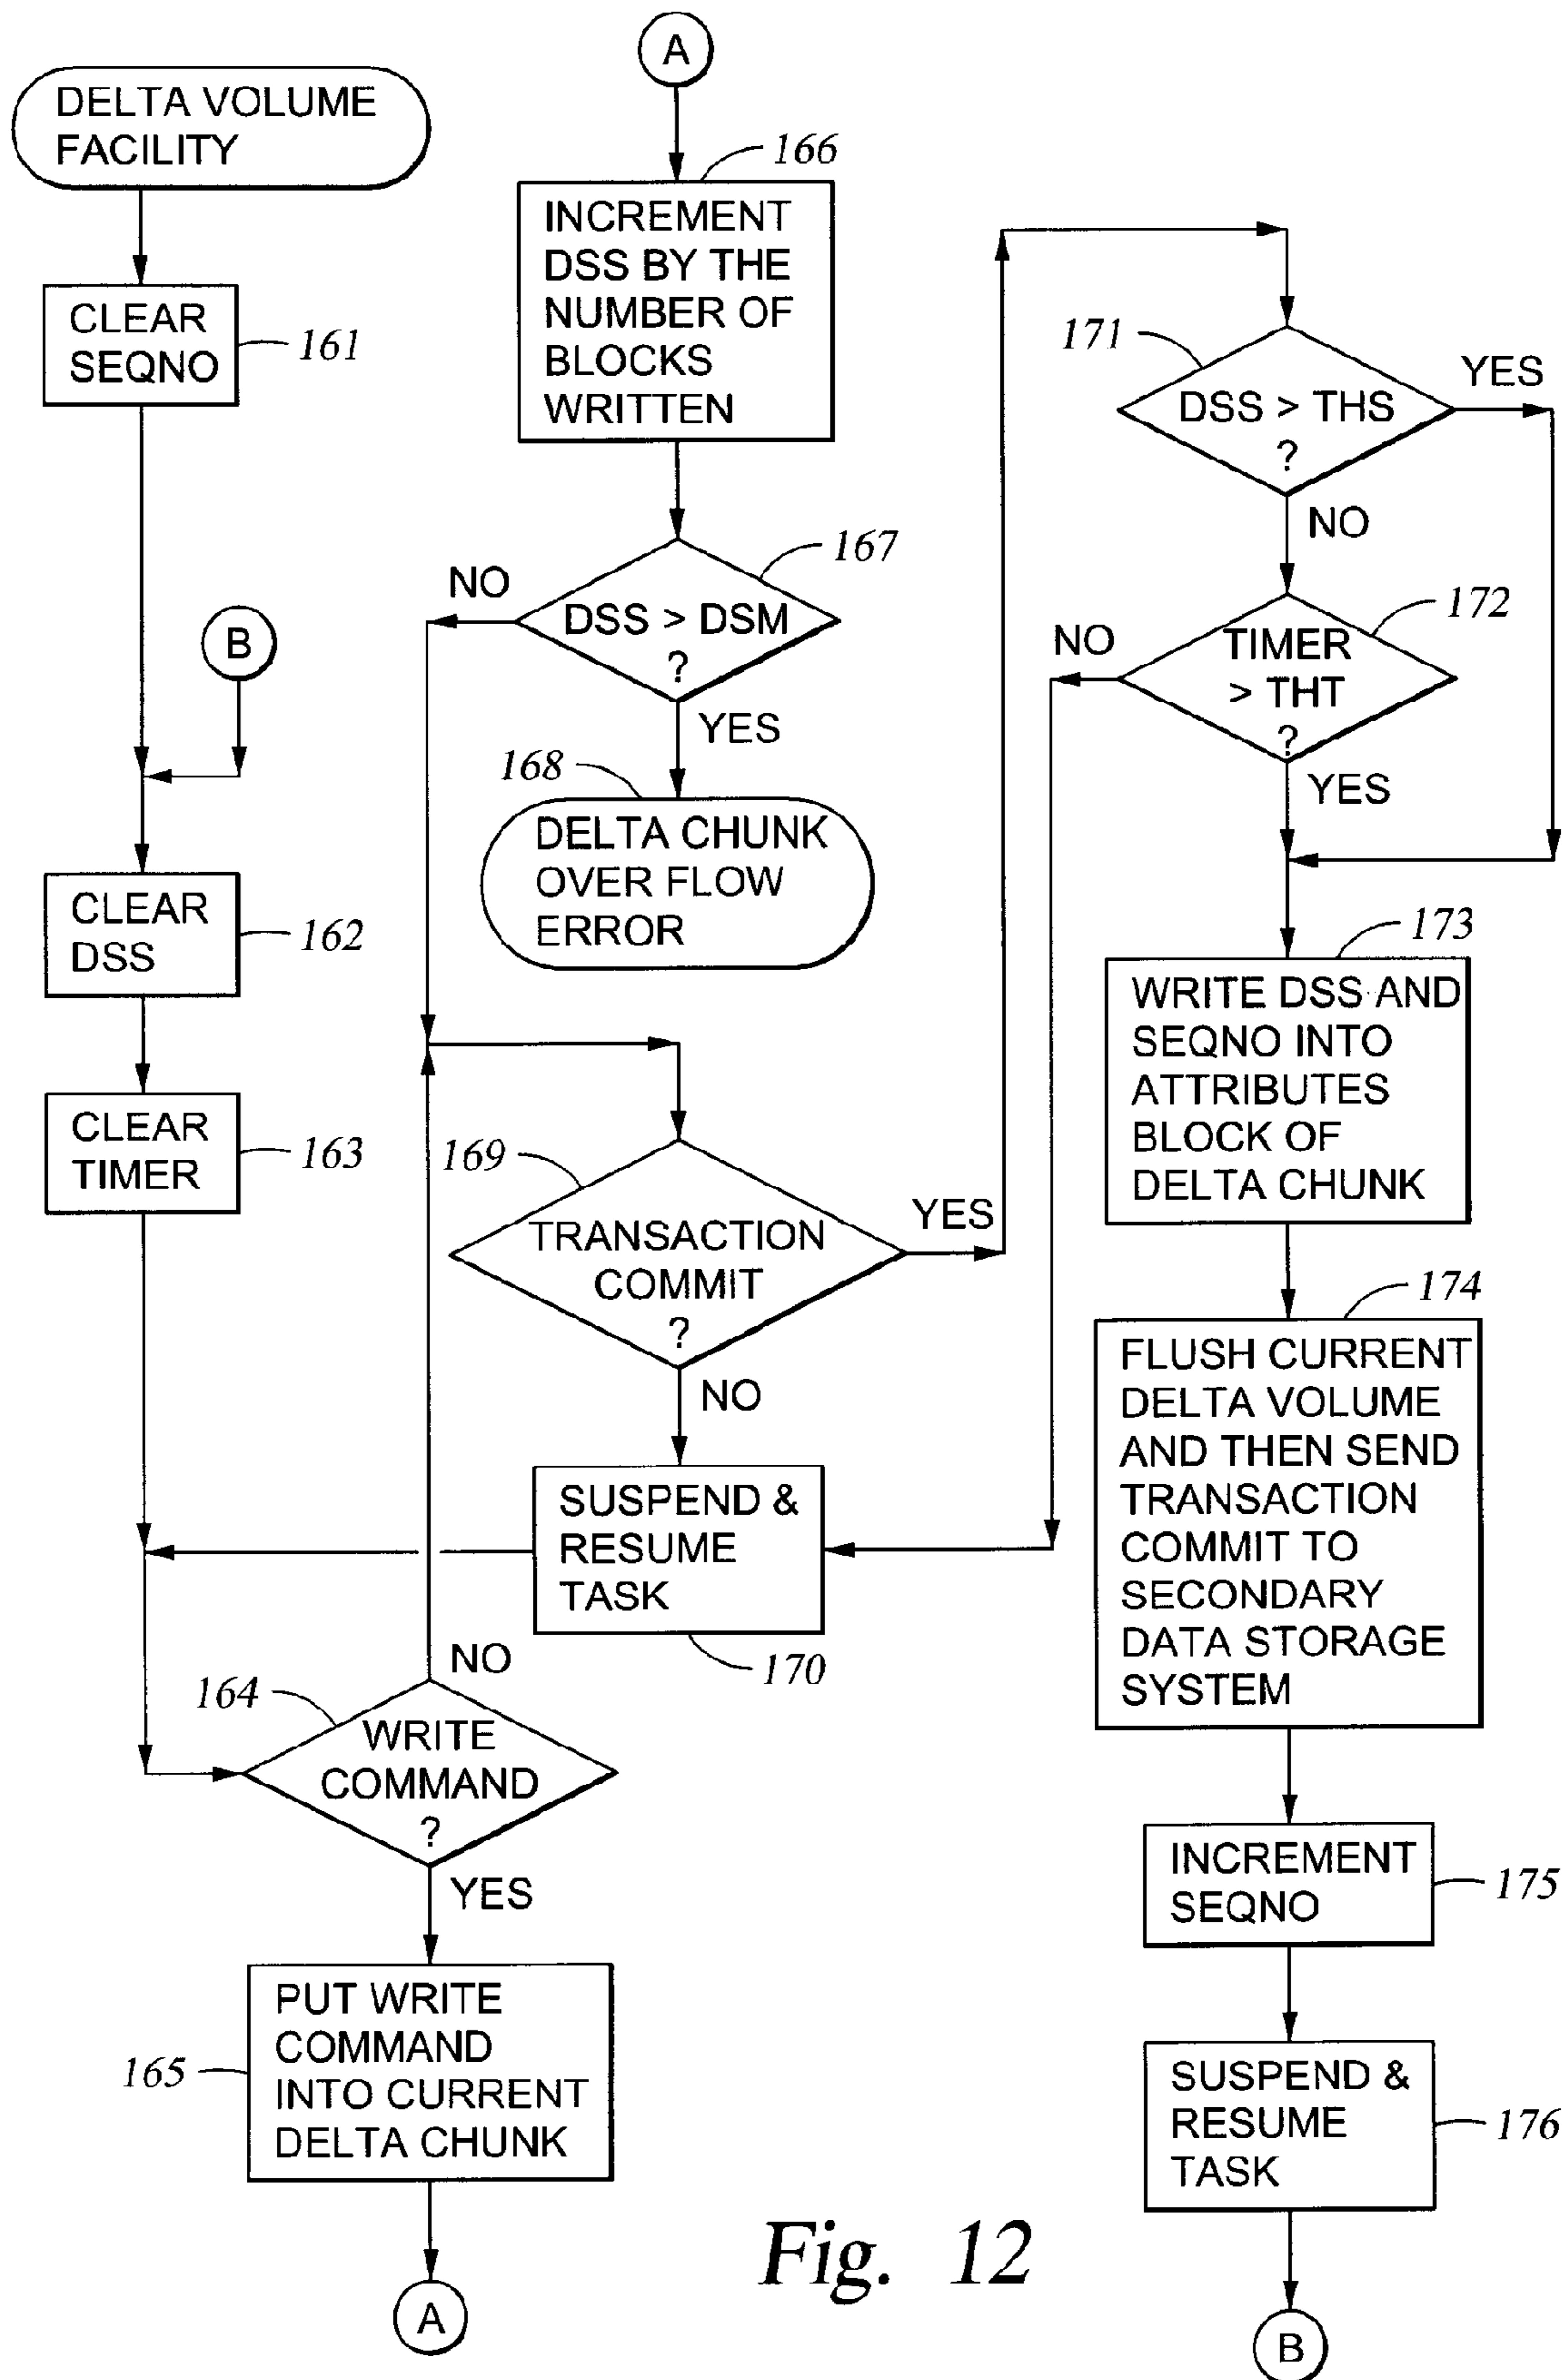 DELTA VOLUME
FACILITY
CLEAR
SEQNO
161
B
CLEAR
DSS
162
CLEAR
TIMER
163
164
WRITE
COMMAND
?
NO
YES
165
PUT WRITE
COMMAND
INTO CURRENT
DELTA CHUNK
A
A
166
INCREMENT
DSS BY THE
NUMBER OF
BLOCKS
WRITTEN
167
NO
DSS > DSM
?
YES
168
DELTA CHUNK
OVER FLOW
ERROR
169
TRANSACTION
COMMIT
?
YES
NO
SUSPEND &
RESUME
TASK
170
171
DSS > THS
?
YES
NO
172
NO
TIMER
> THT
?
YES
173
WRITE DSS AND
SEQNO INTO
ATTRIBUTES
BLOCK OF
DELTA CHUNK
174
FLUSH CURRENT
DELTA VOLUME
AND THEN SEND
TRANSACTION
COMMIT TO
SECONDARY
DATA STORAGE
SYSTEM
INCREMENT
SEQNO
175
SUSPEND &
RESUME
TASK
176
B
Fig. 12